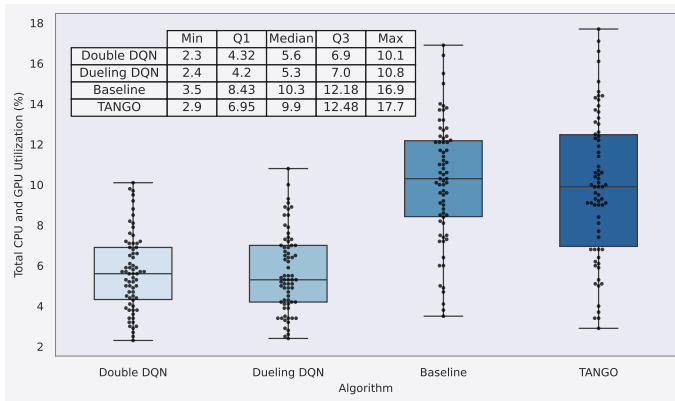 18
16
14
12
10
8
6
4
2
Total CPU and GPU Utilization (%)
Min Q1 Median Q3 Max
Double DQN 2.3 4.32 5.6 6.9 10.1
Dueling DQN 2.4 4.2 5.3 7.0 10.8
Baseline 3.5 8.43 10.3 12.18 16.9
TANGO 2.9 6.95 9.9 12.48 17.7
Double DQN Dueling DQN Baseline TANGO
Algorithm